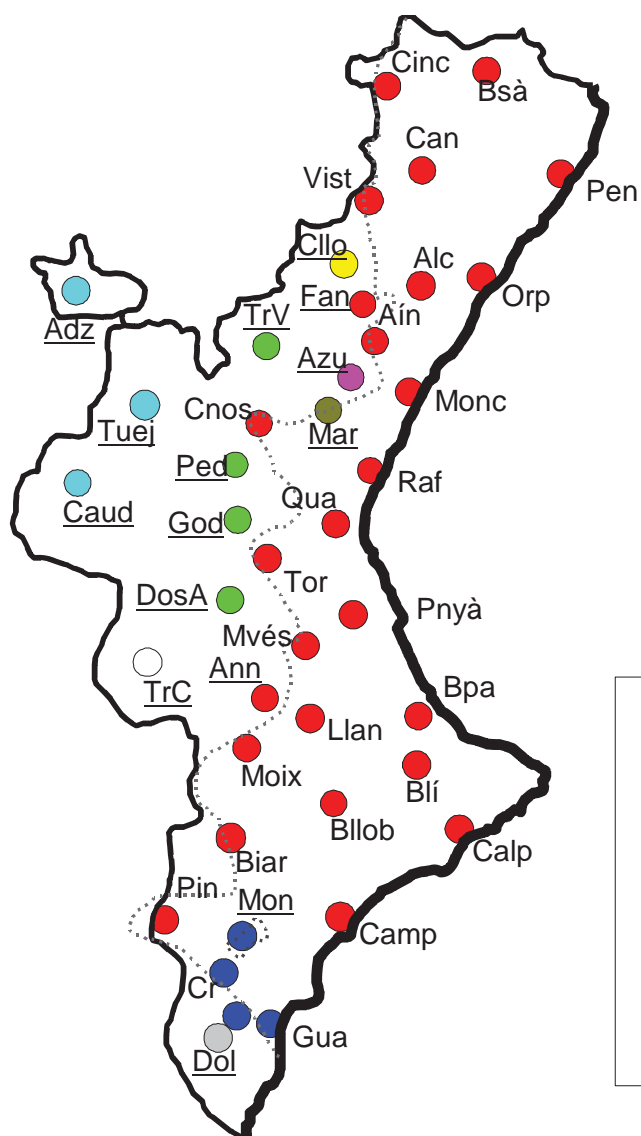 Cinc
Bsà
Can
Vist
Pen
Cllo
Alc
Adz
Fan
Orp
TrV
Aín
Azu
Monc
Tuej
Cnos
Mar
Ped
Raf
Caud
Qua
God
Tor
DosA
Pnyà
Mvés
Ann
TrC
Bpa
Llan
Moix
Blí
Bllob
Calp
Biar
Pin
Mon
Camp
Cr
Gua
Dol